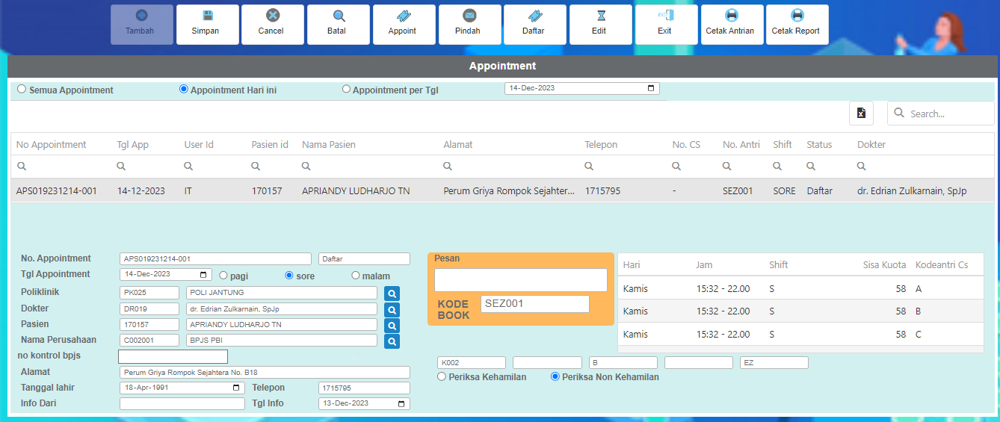 Tambah Simpan Cancel Batal Appoint Pindah Daftar Edit Exit Cetak Antrian Cetak Report
Appointment
Semua Appointment Appointment Hari ini Appointment per Tgl 14-Dec-2023
Search...
No Appointment Tgl App User Id Pasien id Nama Pasien Alamat Telepon No. CS No. Antri Shift Status Dokter
APS019231214-001 14-12-2023 IT 170157 APRIANDY LUDHARJO TN Perum Griya Rompok Sejahter... 1715795 - SEZ001 SORE Daftar dr. Edrian Zulkarnain, SpJp
No. Appointment APS019231214-001 Daftar
Tgl Appointment 14-Dec-2023 pagi sore malam
Poliklinik PK025 POLI JANTUNG
Dokter DR019 dr. Edrian Zulkarnain, SpJp
Pasien 170157 APRIANDY LUDHARJO TN
Nama Perusahaan C002001 BPJS PBI
no kontrol bpjs
Alamat Perum Griya Rompok Sejahtera No. B18
Tanggal lahir 18-Apr-1991 Telepon 1715795
Info Dari Tgl Info 13-Dec-2023
Pesan
KODE BOOK SEZ001
Hari Jam Shift Sisa Kuota Kodeantri Cs
Kamis 15:32 - 22.00 S 58 A
Kamis 15:32 - 22.00 S 58 B
Kamis 15:32 - 22.00 S 58 C
K002 B EZ
Periksa Kehamilan Periksa Non Kehamilan